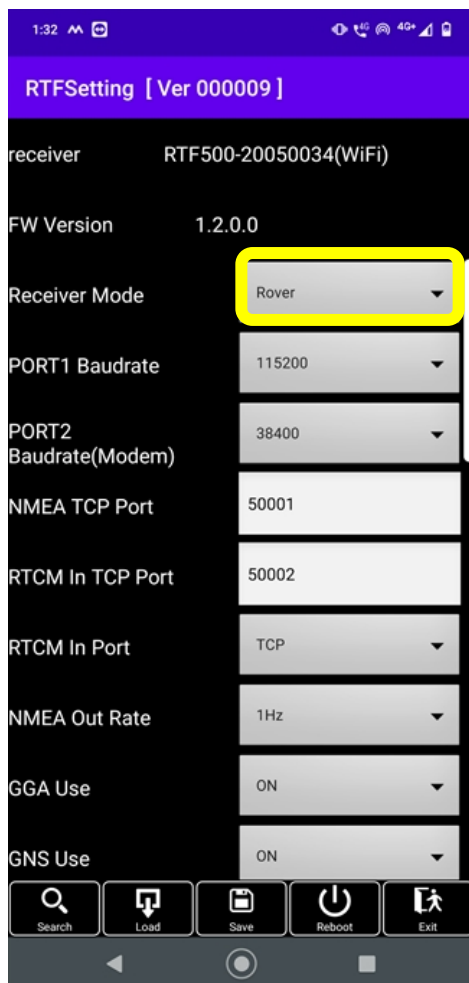 1:32 4G 4G+
RTFSetting [ Ver 000009 ]
receiver RTF500-20050034(WiFi)
FW Version 1.2.0.0
Receiver Mode Rover
PORT1 Baudrate 115200
PORT2
Baudrate(Modem) 38400
NMEA TCP Port 50001
RTCM In TCP Port 50002
RTCM In Port TCP
NMEA Out Rate 1Hz
GGA Use ON
GNS Use ON
Search Load Save Reboot Exit